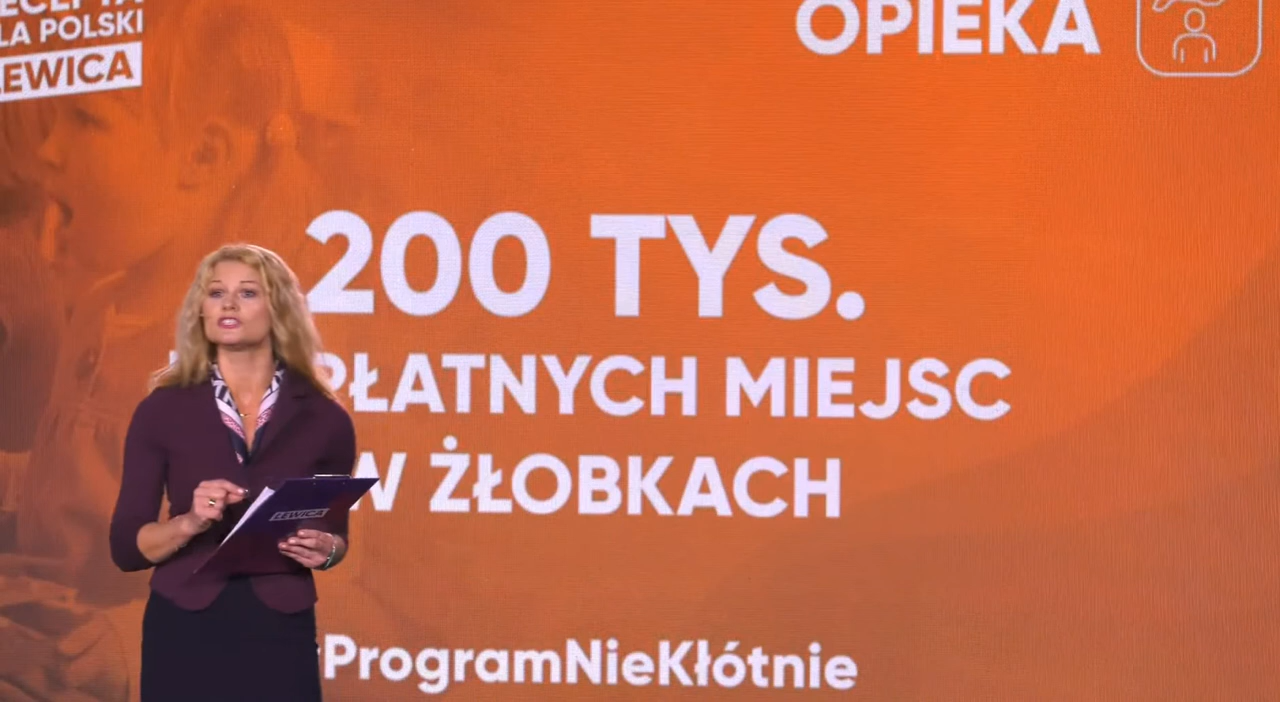 LA POLSKI
LEWICA
OPIEKA
200 TYS.
PŁATNYCH MIEJSC
W ŻŁOBKACH
ProgramNieKłótnie
LEWICA